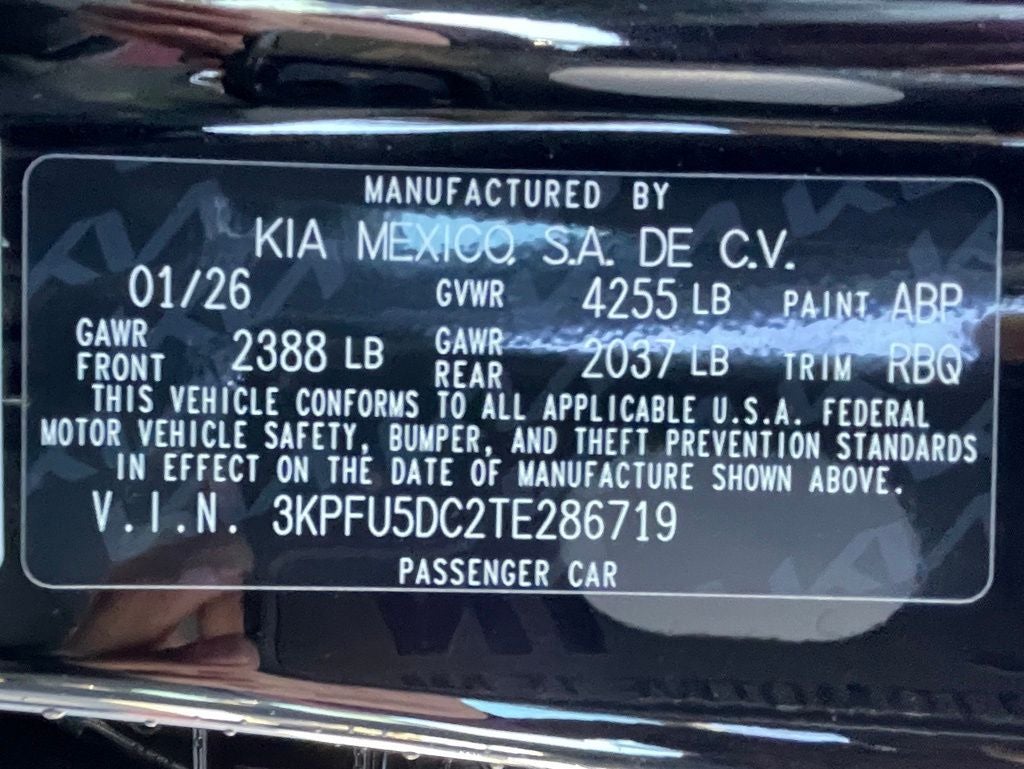 MANUFACTURED BY
KIA MEXICO, S.A. DE C.V.
01/26 GVWR 4255 LB PAINT ABP
GAWR FRONT 2388 LB GAWR REAR 2037 LB TRIM RBQ
THIS VEHICLE CONFORMS TO ALL APPLICABLE U.S.A. FEDERAL
MOTOR VEHICLE SAFETY, BUMPER, AND THEFT PREVENTION STANDARDS
IN EFFECT ON THE DATE OF MANUFACTURE SHOWN ABOVE.
V.I.N. 3KPFU5DC2TE286719
PASSENGER CAR